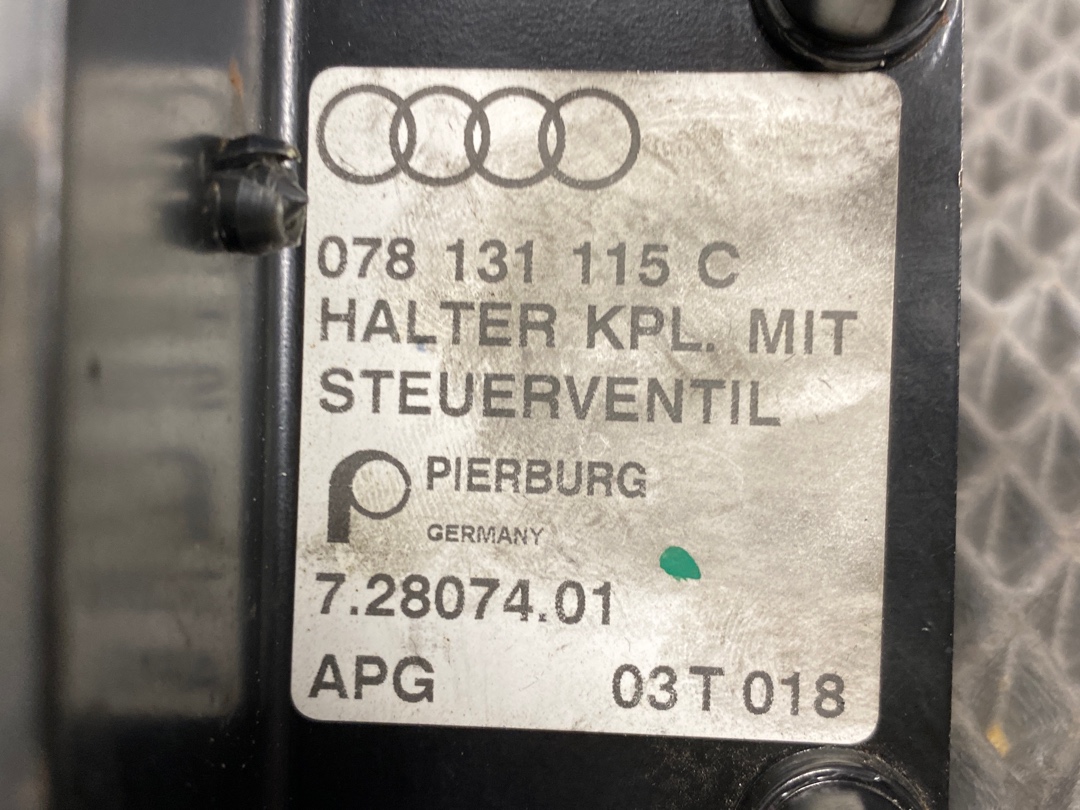 078 131 115 C
HALTER KPL. MIT
STEUERVENTIL
PIERBURG
GERMANY
7.28074.01
APG 03T 018